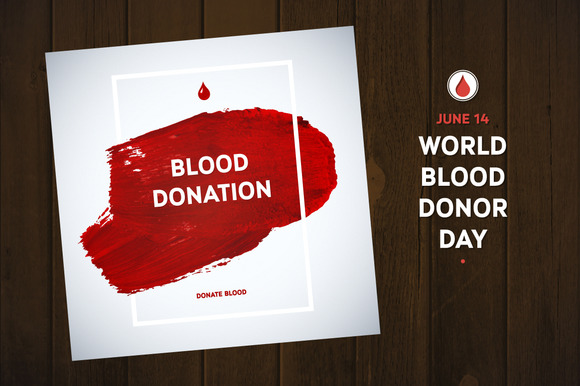 BLOOD
DONATION
DONATE BLOOD
JUNE 14
WORLD
BLOOD
DONOR
DAY